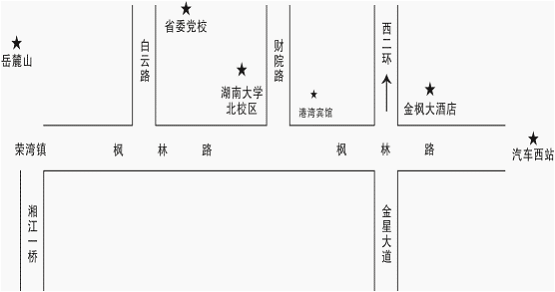 省委党校
岳麓山
白云路
财院路
西二环
湖南大学
北校区
港湾宾馆
金枫大酒店
荣湾镇
枫林路
枫林路
汽车西站
湘江一桥
金星大道